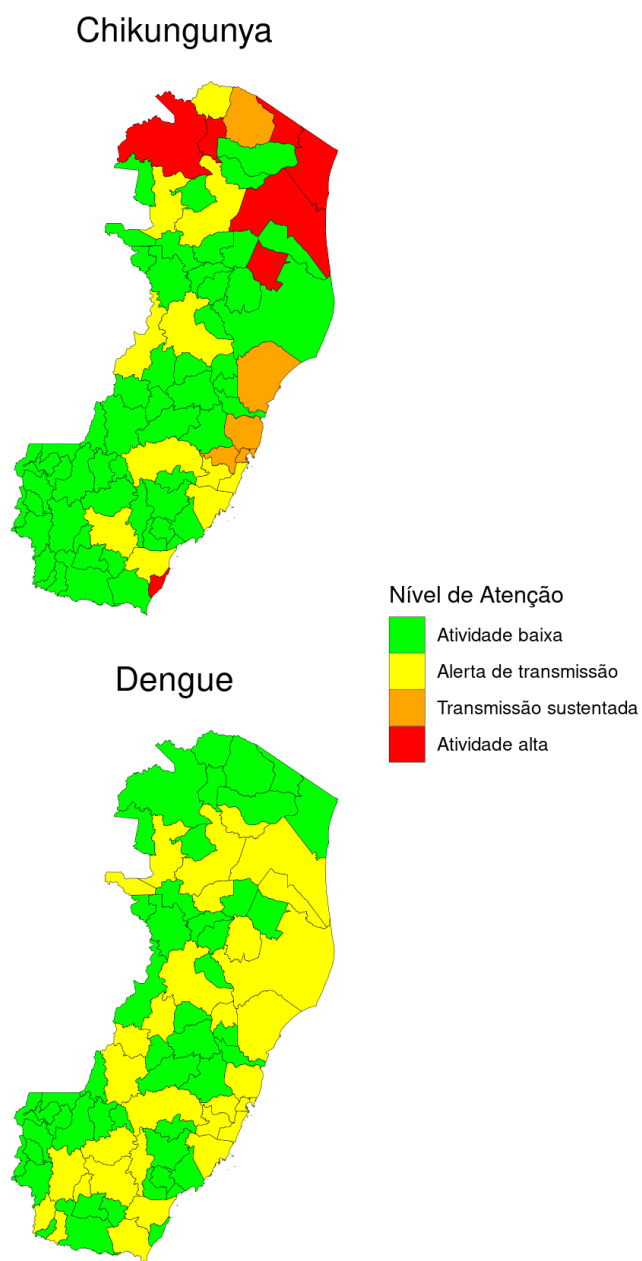 Chikungunya
Nível de Atenção
Atividade baixa
Alerta de transmissão
Transmissão sustentada
Atividade alta
Dengue